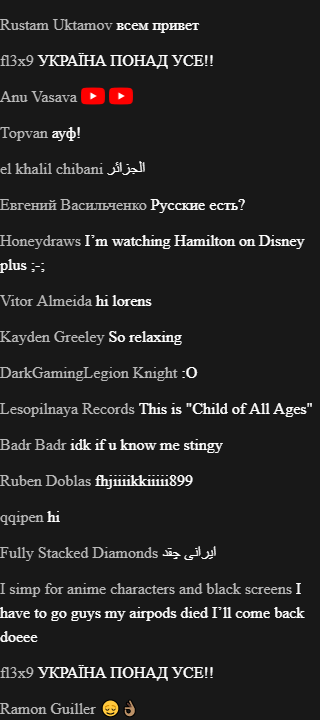 Rustam Uktamov всем привет
fl3x9 УКРАЇНА ПОНАД УСЕ!!
Anu Vasava
Topvan ауф!
el khalil chibani الجزائر
Евгений Васильченко Русские есть?
Honeydraws I’m watching Hamilton on Disney
plus ;-;
Vitor Almeida hi lorens
Kayden Greeley So relaxing
DarkGamingLegion Knight :O
Lesopilnaya Records This is "Child of All Ages"
Badr Badr idk if u know me stingy
Ruben Doblas fhjiiiikkiiiii899
qqipen hi
Fully Stacked Diamonds ایرانی چقد
I simp for anime characters and black screens I
have to go guys my airpods died I’ll come back
doeee
fl3x9 УКРАЇНА ПОНАД УСЕ!!
Ramon Guiller 😌👌🏽